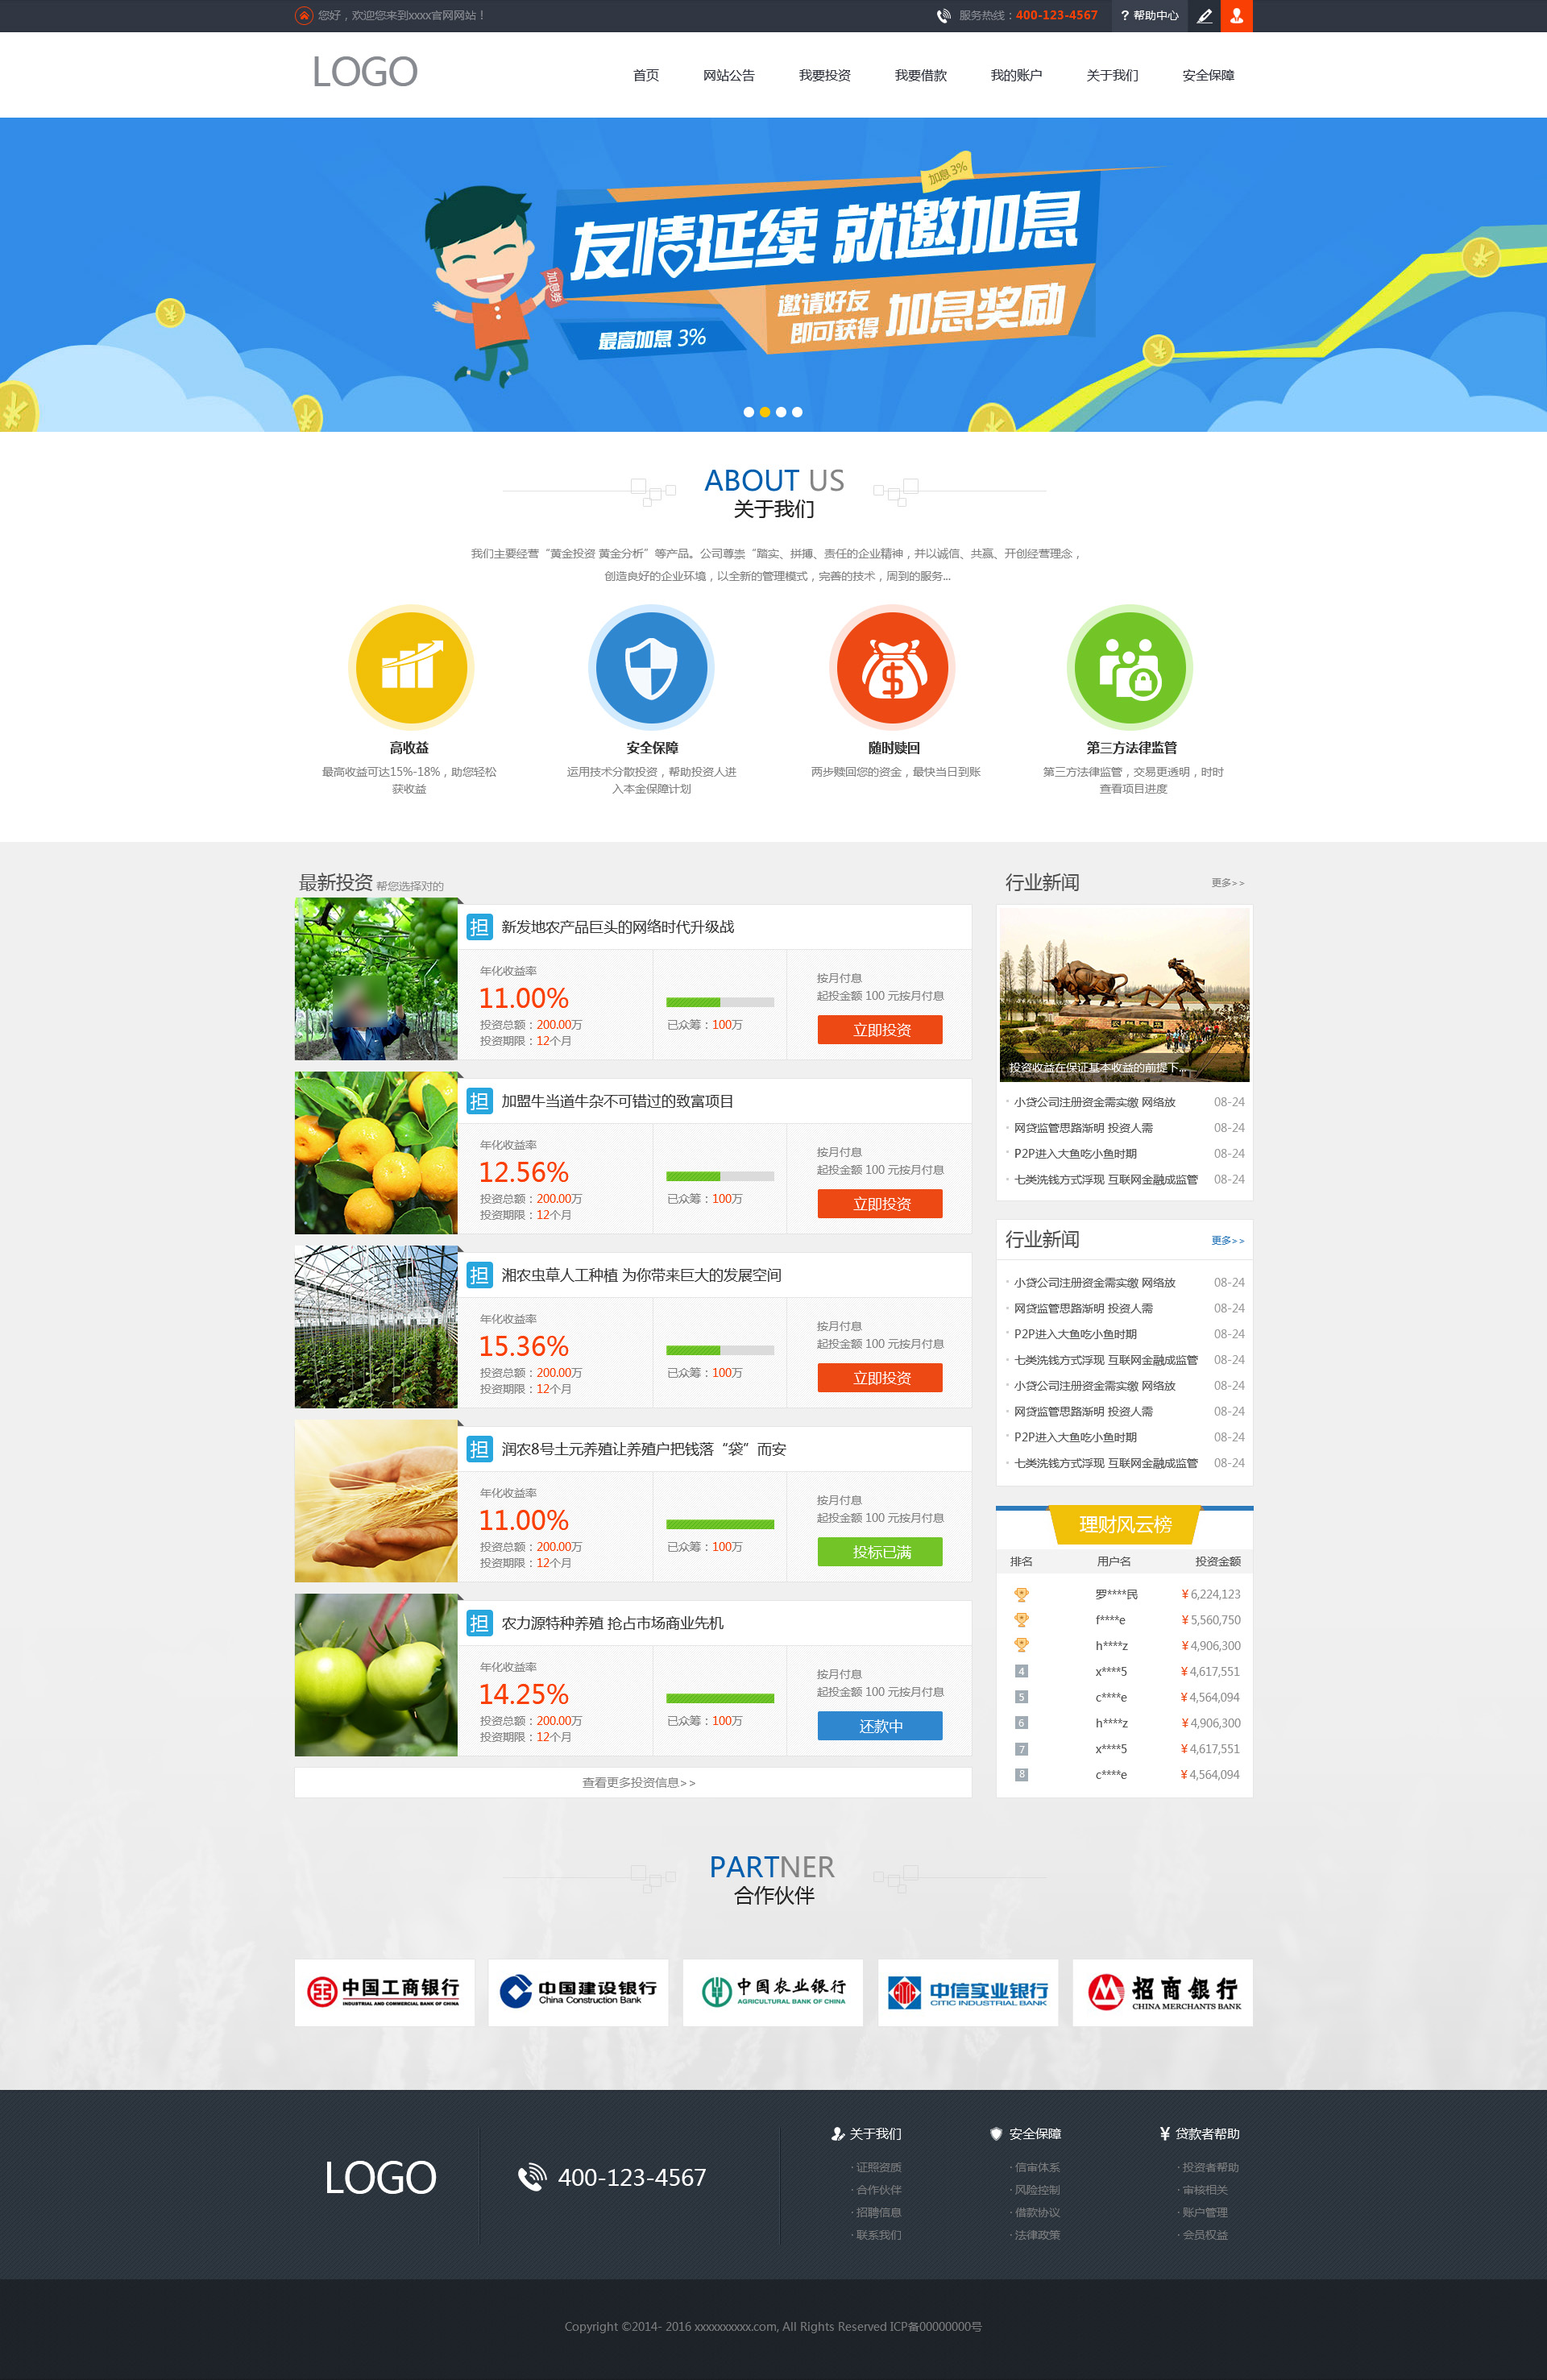 您好，欢迎您来到xxxx官网网站！
服务热线：400-123-4567
? 帮助中心
LOGO
首页 网站公告 我要投资 我要借款 我的账户 关于我们 安全保障
加息 3%
友情延续 就邀加息
加息券
邀请好友
即可获得
加息奖励
最高加息 3%
ABOUT US
关于我们
我们主要经营“黄金投资 黄金分析”等产品。公司尊崇“踏实、拼搏、责任的企业精神，并以诚信、共赢、开创经营理念，
创造良好的企业环境，以全新的管理模式，完善的技术，周到的服务...
高收益
最高收益可达15%-18%，助您轻松
获收益
安全保障
运用技术分散投资，帮助投资人进
入本金保障计划
随时赎回
两步赎回您的资金，最快当日到账
第三方法律监管
第三方法律监管，交易更透明，时时
查看项目进度
最新投资 帮您选择对的
担 新发地农产品巨头的网络时代升级战
年化收益率
11.00%
投资总额：200.00万
投资期限：12个月
已众筹：100万
按月付息
起投金额 100 元按月付息
立即投资
担 加盟牛当道牛杂不可错过的致富项目
年化收益率
12.56%
投资总额：200.00万
投资期限：12个月
已众筹：100万
按月付息
起投金额 100 元按月付息
立即投资
担 湘农虫草人工种植 为你带来巨大的发展空间
年化收益率
15.36%
投资总额：200.00万
投资期限：12个月
已众筹：100万
按月付息
起投金额 100 元按月付息
立即投资
担 润农8号土元养殖让养殖户把钱落“袋”而安
年化收益率
11.00%
投资总额：200.00万
投资期限：12个月
已众筹：100万
按月付息
起投金额 100 元按月付息
投标已满
担 农力源特种养殖 抢占市场商业先机
年化收益率
14.25%
投资总额：200.00万
投资期限：12个月
已众筹：100万
按月付息
起投金额 100 元按月付息
还款中
查看更多投资信息>>
行业新闻 更多>>
投资收益在保证基本收益的前提下...
小贷公司注册资金需实缴 网络放 08-24
网贷监管思路渐明 投资人需 08-24
P2P进入大鱼吃小鱼时期 08-24
七类洗钱方式浮现 互联网金融成监管 08-24
行业新闻 更多>>
小贷公司注册资金需实缴 网络放 08-24
网贷监管思路渐明 投资人需 08-24
P2P进入大鱼吃小鱼时期 08-24
七类洗钱方式浮现 互联网金融成监管 08-24
小贷公司注册资金需实缴 网络放 08-24
网贷监管思路渐明 投资人需 08-24
P2P进入大鱼吃小鱼时期 08-24
七类洗钱方式浮现 互联网金融成监管 08-24
理财风云榜
排名 用户名 投资金额
罗****民 ¥ 6,224,123
f****e ¥ 5,560,750
h****z ¥ 4,906,300
4 x****5 ¥ 4,617,551
5 c****e ¥ 4,564,094
6 h****z ¥ 4,906,300
7 x****5 ¥ 4,617,551
8 c****e ¥ 4,564,094
PARTNER
合作伙伴
中国工商银行
INDUSTRIAL AND COMMERCIAL BANK OF CHINA
中国建设银行
China Construction Bank
中国农业银行
AGRICULTURAL BANK OF CHINA
中信实业银行
CITIC INDUSTRIAL BANK
招商银行
CHINA MERCHANTS BANK
LOGO
400-123-4567
关于我们
· 证照资质
· 合作伙伴
· 招聘信息
· 联系我们
安全保障
· 信审体系
· 风险控制
· 借款协议
· 法律政策
¥ 贷款者帮助
· 投资者帮助
· 审核相关
· 账户管理
· 会员权益
Copyright ©2014- 2016 xxxxxxxxxx.com, All Rights Reserved ICP备00000000号